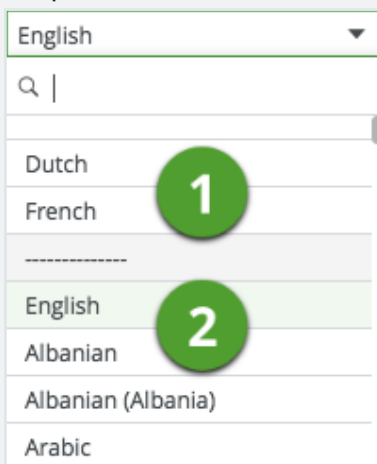 English
Dutch
1
French
--------------
English
2
Albanian
Albanian (Albania)
Arabic